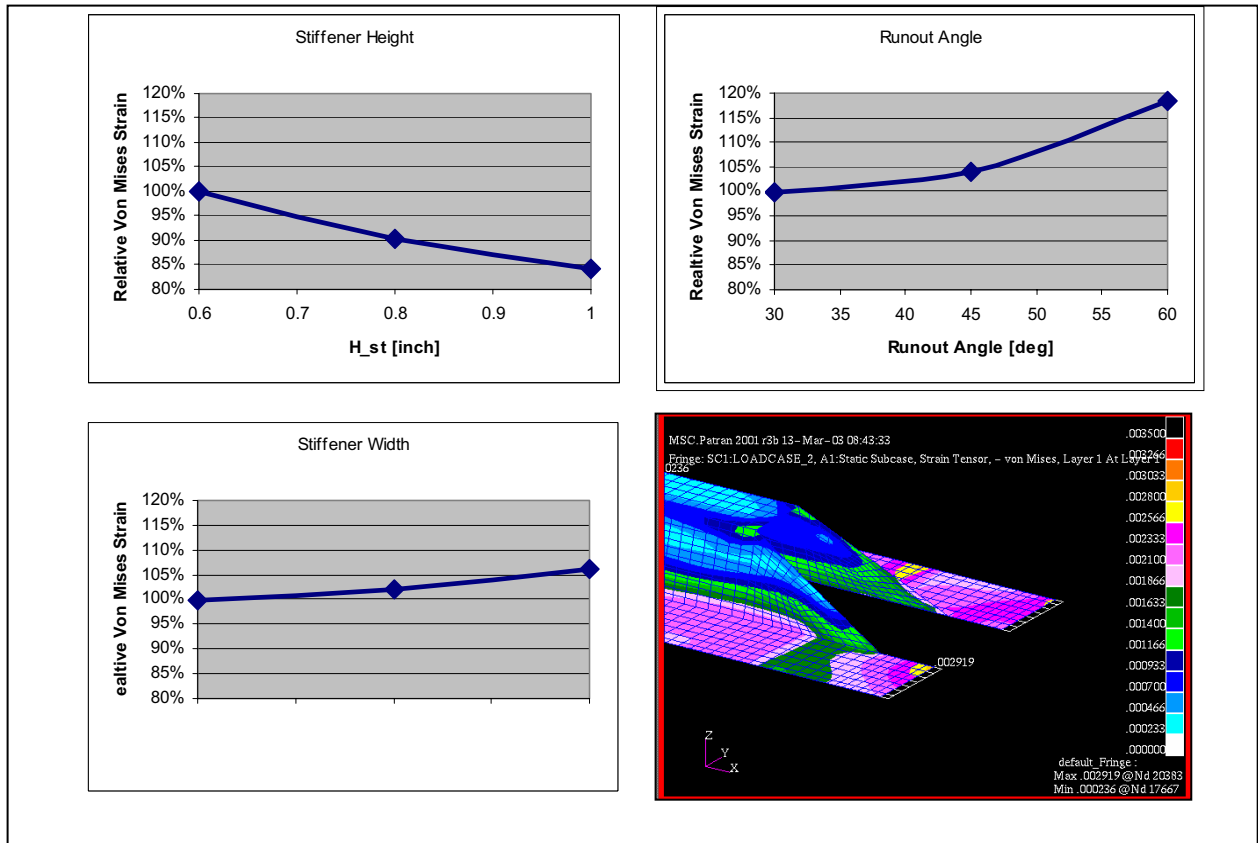 Stiffener Height
120%
115%
110%
105%
100%
95%
90%
85%
80%
Relative Von Mises Strain
0.6 0.7 0.8 0.9 1
H_st [inch]
Runout Angle
120%
115%
110%
105%
100%
95%
90%
85%
80%
Realtive Von Mises Strain
30 35 40 45 50 55 60
Runout Angle [deg]
Stiffener Width
120%
115%
110%
105%
100%
95%
90%
85%
80%
ealtive Von Mises Strain
MSC.Patran 2001 r3b 13-Mar-03 08:43:33
Fringe: SC1:LOADCASE_2, A1:Static Subcase, Strain Tensor, - von Mises, Layer 1 At Layer 1
0236
.003500
.003266
.003033
.002800
.002566
.002333
.002100
.001866
.001633
.001400
.001166
.000933
.000700
.000466
.000233
.000000
.002919
Z
Y
X
default_Fringe :
Max .002919 @Nd 20383
Min .000236 @Nd 17667